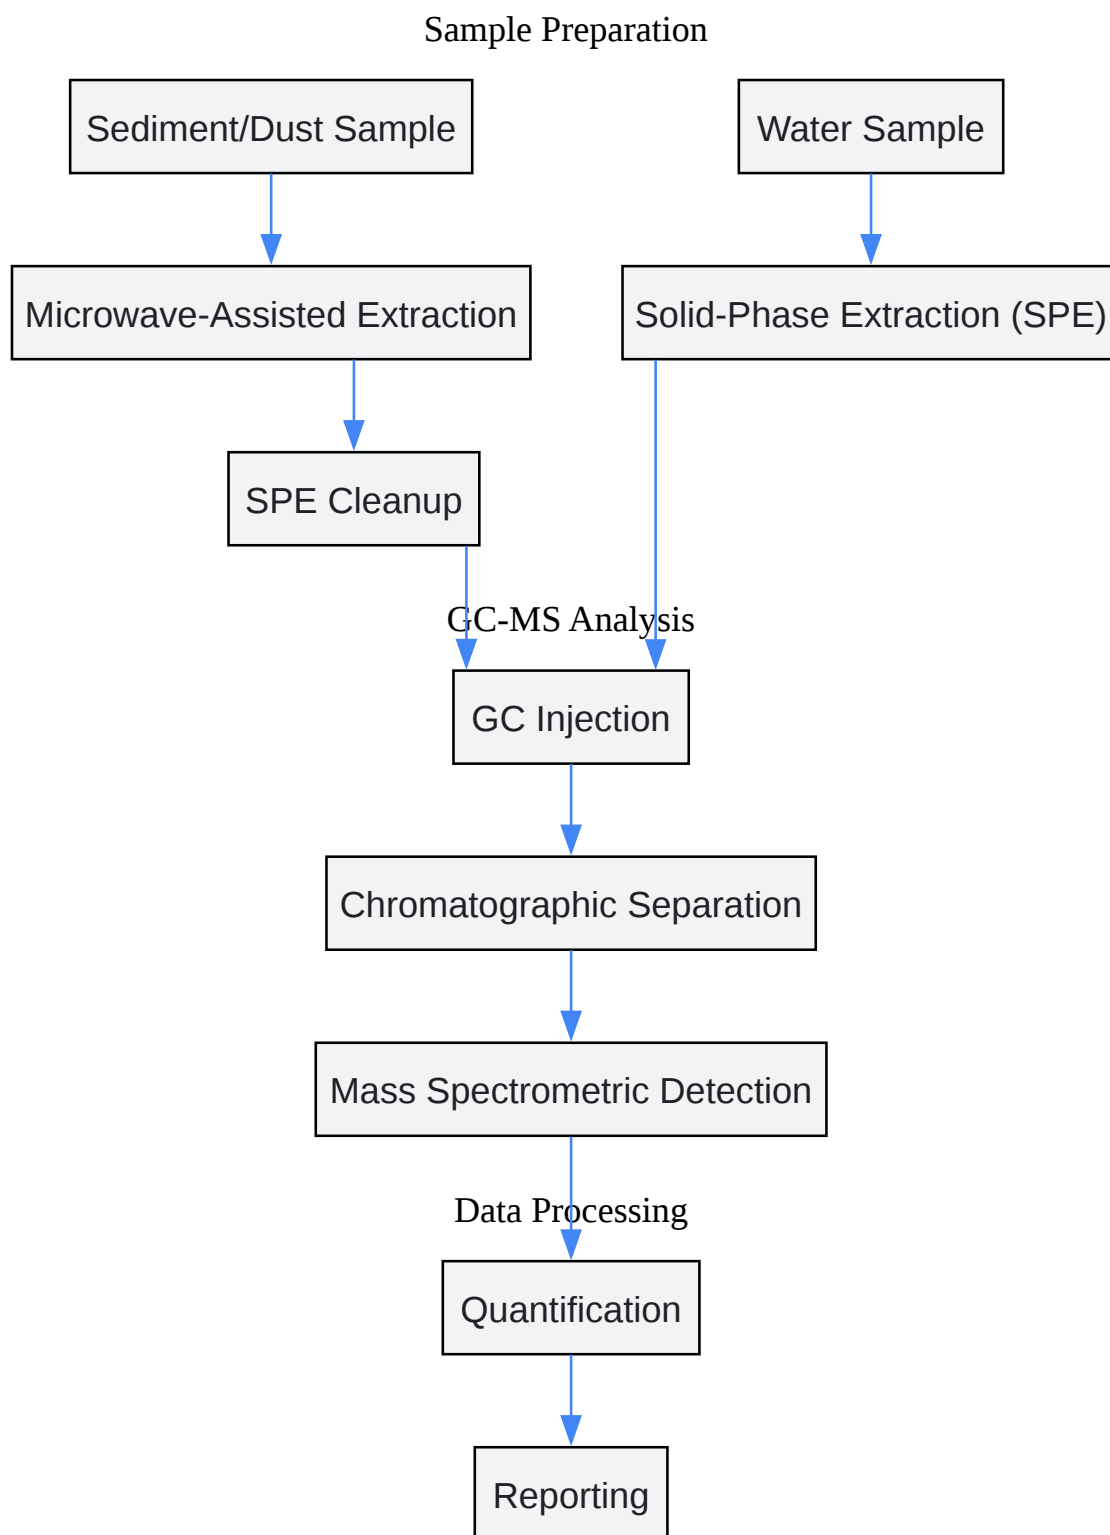 Sample Preparation
Sediment/Dust Sample
Water Sample
Microwave-Assisted Extraction
Solid-Phase Extraction (SPE)
SPE Cleanup
GC-MS Analysis
GC Injection
Chromatographic Separation
Mass Spectrometric Detection
Data Processing
Quantification
Reporting